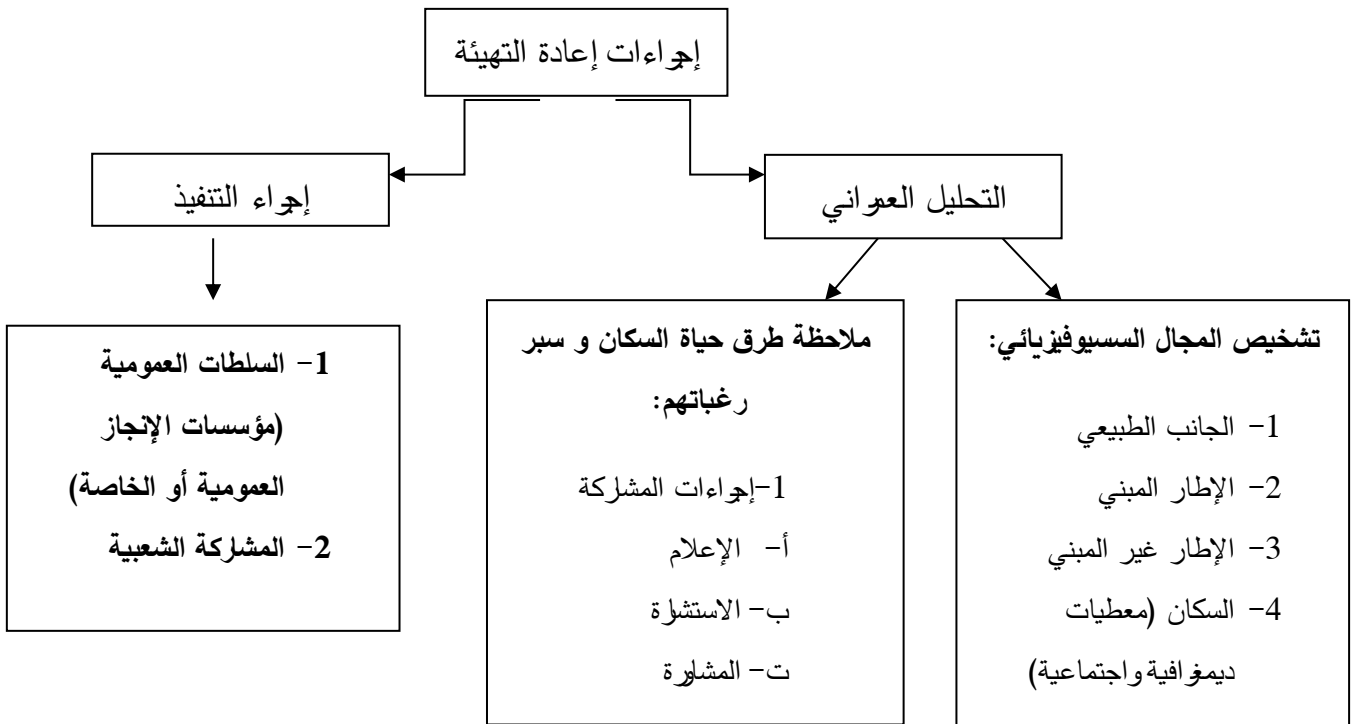 إجراءات إعادة التهيئة
التحليل العمراني
إجراء التنفيذ
تشخيص المجال السسيوفيزيائي:
1- الجانب الطبيعي
2- الإطار المبني
3- الإطار غير المبني
4- السكان (معطيات
ديمغرافية واجتماعية)
ملاحظة طرق حياة السكان و سبر
رغباتهم:
1-إجراءات المشاركة
أ- الإعلام
ب- الاستشارة
ت- المشاورة
1- السلطات العمومية
(مؤسسات الإنجاز
العمومية أو الخاصة)
2- المشاركة الشعبية